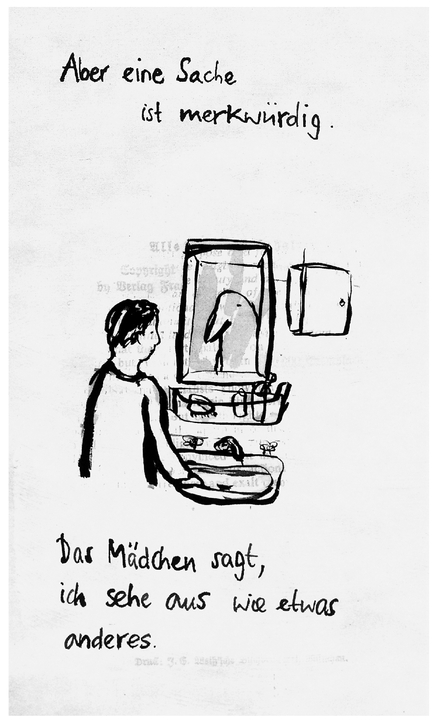 Aber eine Sache
ist merkwürdig.
Das Mädchen sagt,
ich sehe aus wie etwas
anderes.